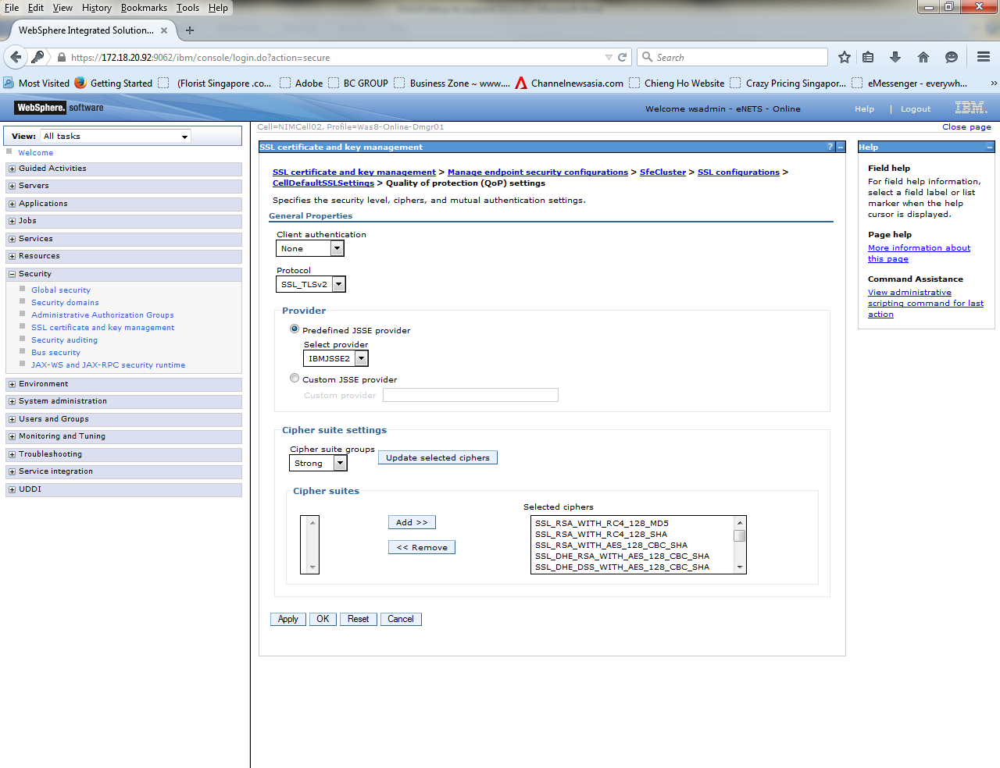 File Edit View History Bookmarks Tools Help
WebSphere Integrated Solution...
https://172.18.20.92:9062/ibm/console/login.do?action=secure
Search
Most Visited Getting Started (Florist Singapore .co... Adobe BC GROUP Business Zone ~ www.... Channelnewsasia.com Chieng Ho Website Crazy Pricing Singapor... eMessenger - everywh... »
WebSphere. software Welcome wsadmin - eNETS - Online Help | Logout IBM.
View: All tasks
Welcome
Guided Activities
Servers
Applications
Jobs
Services
Resources
Security
Global security
Security domains
Administrative Authorization Groups
SSL certificate and key management
Security auditing
Bus security
JAX-WS and JAX-RPC security runtime
Environment
System administration
Users and Groups
Monitoring and Tuning
Troubleshooting
Service integration
UDDI
Cell=NIMCell02, Profile=Was8-Online-Dmgr01 Close page
SSL certificate and key management ? –
SSL certificate and key management > Manage endpoint security configurations > SfeCluster > SSL configurations >
CellDefaultSSLSettings > Quality of protection (QoP) settings
Specifies the security level, ciphers, and mutual authentication settings.
General Properties
Client authentication
None
Protocol
SSL_TLSv2
Provider
Predefined JSSE provider
Select provider
IBMJSSE2
Custom JSSE provider
Custom provider
Cipher suite settings
Cipher suite groups
Strong
Update selected ciphers
Cipher suites
Selected ciphers
Add >>
<< Remove
SSL_RSA_WITH_RC4_128_MD5
SSL_RSA_WITH_RC4_128_SHA
SSL_RSA_WITH_AES_128_CBC_SHA
SSL_DHE_RSA_WITH_AES_128_CBC_SHA
SSL_DHE_DSS_WITH_AES_128_CBC_SHA
Apply OK Reset Cancel
Help –
Field help
For field help information,
select a field label or list
marker when the help
cursor is displayed.
Page help
More information about
this page
Command Assistance
View administrative
scripting command for last
action